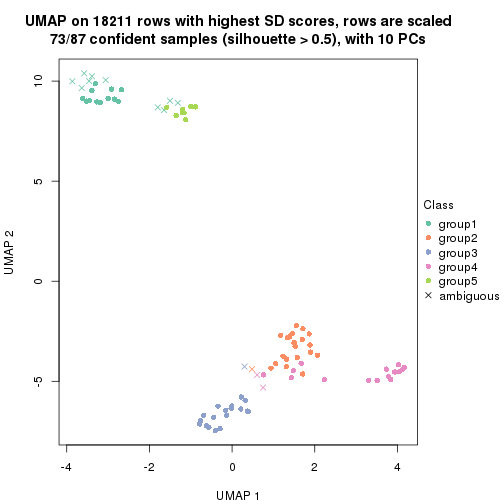 UMAP on 18211 rows with highest SD scores, rows are scaled
73/87 confident samples (silhouette > 0.5), with 10 PCs
10
5
0
-5
UMAP 2
-4
-2
0
2
4
UMAP 1
Class
group1
group2
group3
group4
group5
ambiguous